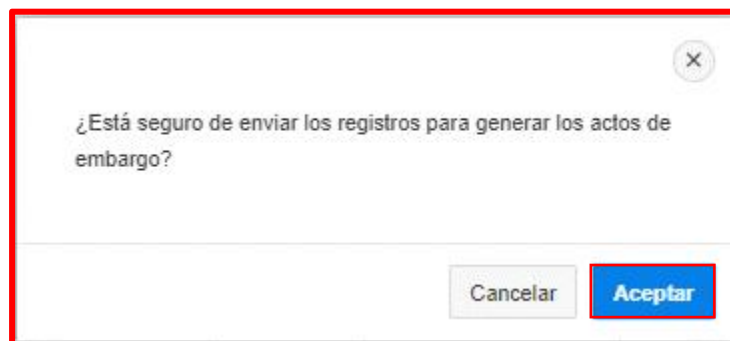 ¿Está seguro de enviar los registros para generar los actos de
embargo?
Cancelar
Aceptar